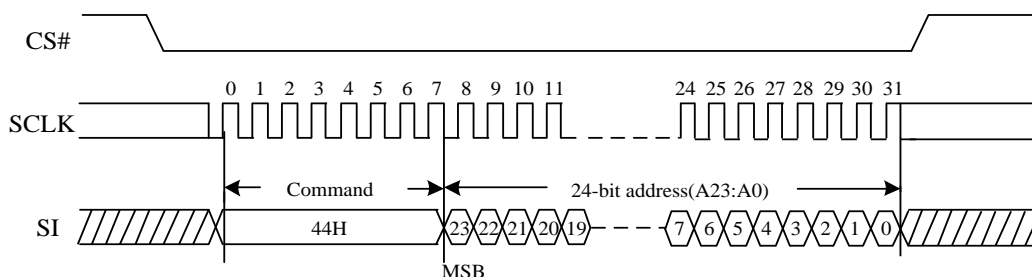 CS#
0 1 2 3 4 5 6 7 8 9 10 11 24 25 26 27 28 29 30 31
SCLK
Command 24-bit address(A23:A0)
SI 44H 23 22 21 20 19 7 6 5 4 3 2 1 0
MSB